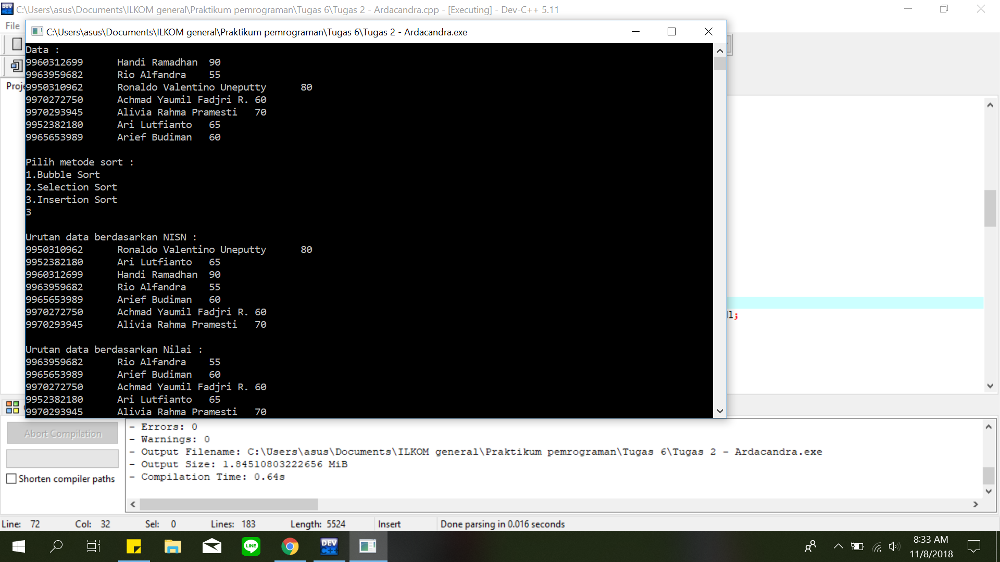 C:\Users\asus\Documents\ILKOM general\Praktikum pemrograman\Tugas 6\Tugas 2 - Ardacandra.cpp - [Executing] - Dev-C++ 5.11
File
C:\Users\asus\Documents\ILKOM general\Praktikum pemrograman\Tugas 6\Tugas 2 - Ardacandra.exe
Data :
9960312699 Handi Ramadhan 90
9963959682 Rio Alfandra 55
9950310962 Ronaldo Valentino Uneputty 80
9970272750 Achmad Yaumil Fadjri R. 60
9970293945 Alivia Rahma Pramesti 70
9952382180 Ari Lutfianto 65
9965653989 Arief Budiman 60
Pilih metode sort :
1.Bubble Sort
2.Selection Sort
3.Insertion Sort
3
Urutan data berdasarkan NISN :
9950310962 Ronaldo Valentino Uneputty 80
9952382180 Ari Lutfianto 65
9960312699 Handi Ramadhan 90
9963959682 Rio Alfandra 55
9965653989 Arief Budiman 60
9970272750 Achmad Yaumil Fadjri R. 60
9970293945 Alivia Rahma Pramesti 70
Urutan data berdasarkan Nilai :
9963959682 Rio Alfandra 55
9965653989 Arief Budiman 60
9970272750 Achmad Yaumil Fadjri R. 60
9952382180 Ari Lutfianto 65
9970293945 Alivia Rahma Pramesti 70
Proje
l;
Abort Compilation
Shorten compiler paths
- Errors: 0
- Warnings: 0
- Output Filename: C:\Users\asus\Documents\ILKOM general\Praktikum pemrograman\Tugas 6\Tugas 2 - Ardacandra.exe
- Output Size: 1.84510803222656 MiB
- Compilation Time: 0.64s
Line: 72 Col: 32 Sel: 0 Lines: 183 Length: 5524 Insert Done parsing in 0.016 seconds
LINE
DEV C++
8:33 AM
11/8/2018